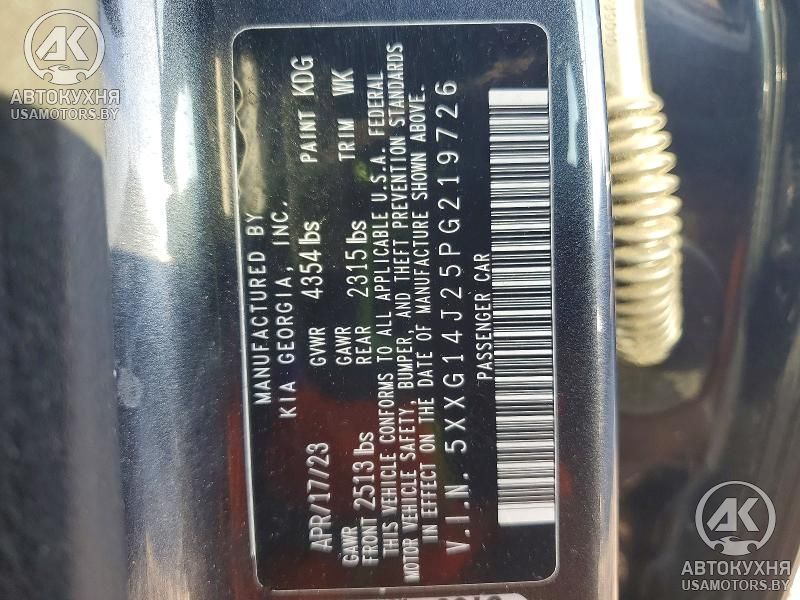 MANUFACTURED BY
KIA GEORGIA, INC.
APR/17/23 GVWR 4354 lbs PAINT KDG
GAWR GAWR TRIM WK
FRONT 2513 lbs REAR 2315 lbs
THIS VEHICLE CONFORMS TO ALL APPLICABLE U.S.A. FEDERAL
MOTOR VEHICLE SAFETY, BUMPER, AND THEFT PREVENTION STANDARDS
IN EFFECT ON THE DATE OF MANUFACTURE SHOWN ABOVE.
V.I.N. 5XXG14J25PG219726
PASSENGER CAR
AK
АВТОКУХНЯ
USAMOTORS.BY
AK
АВТОКУХНЯ
USAMOTORS.BY